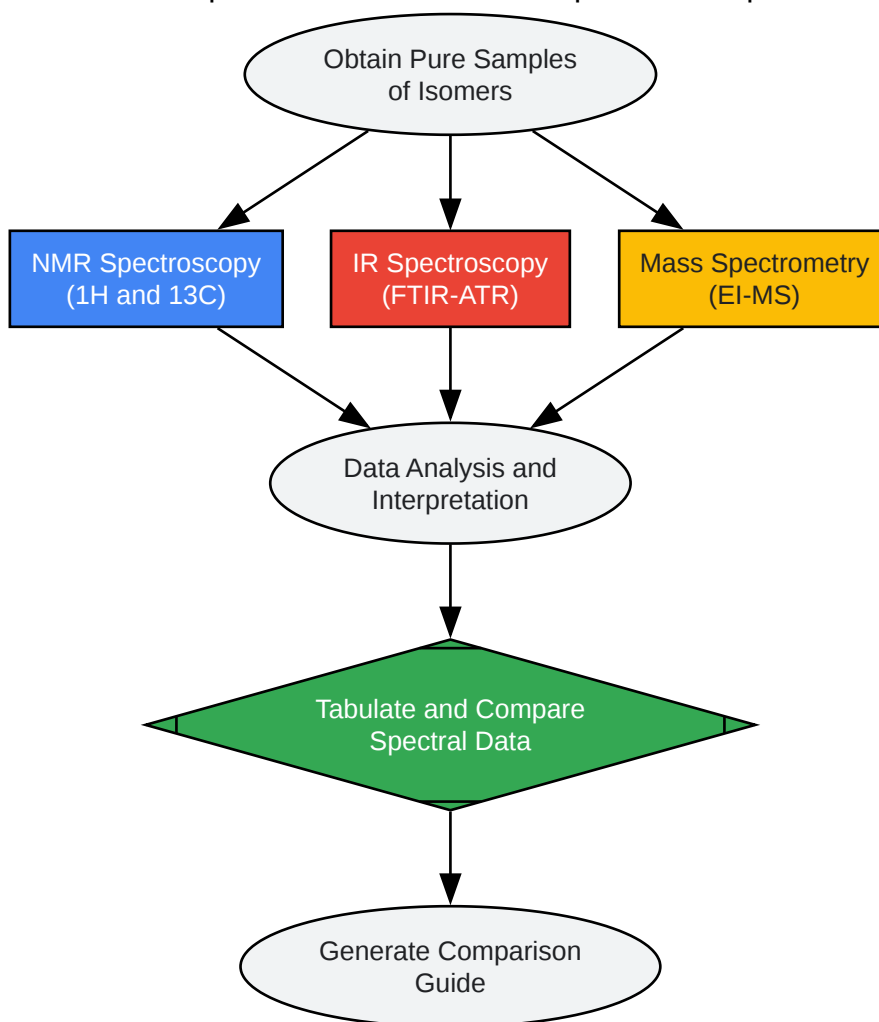 Obtain Pure Samples
of Isomers
NMR Spectroscopy
(1H and 13C)
IR Spectroscopy
(FTIR-ATR)
Mass Spectrometry
(EI-MS)
Data Analysis and
Interpretation
Tabulate and Compare
Spectral Data
Generate Comparison
Guide